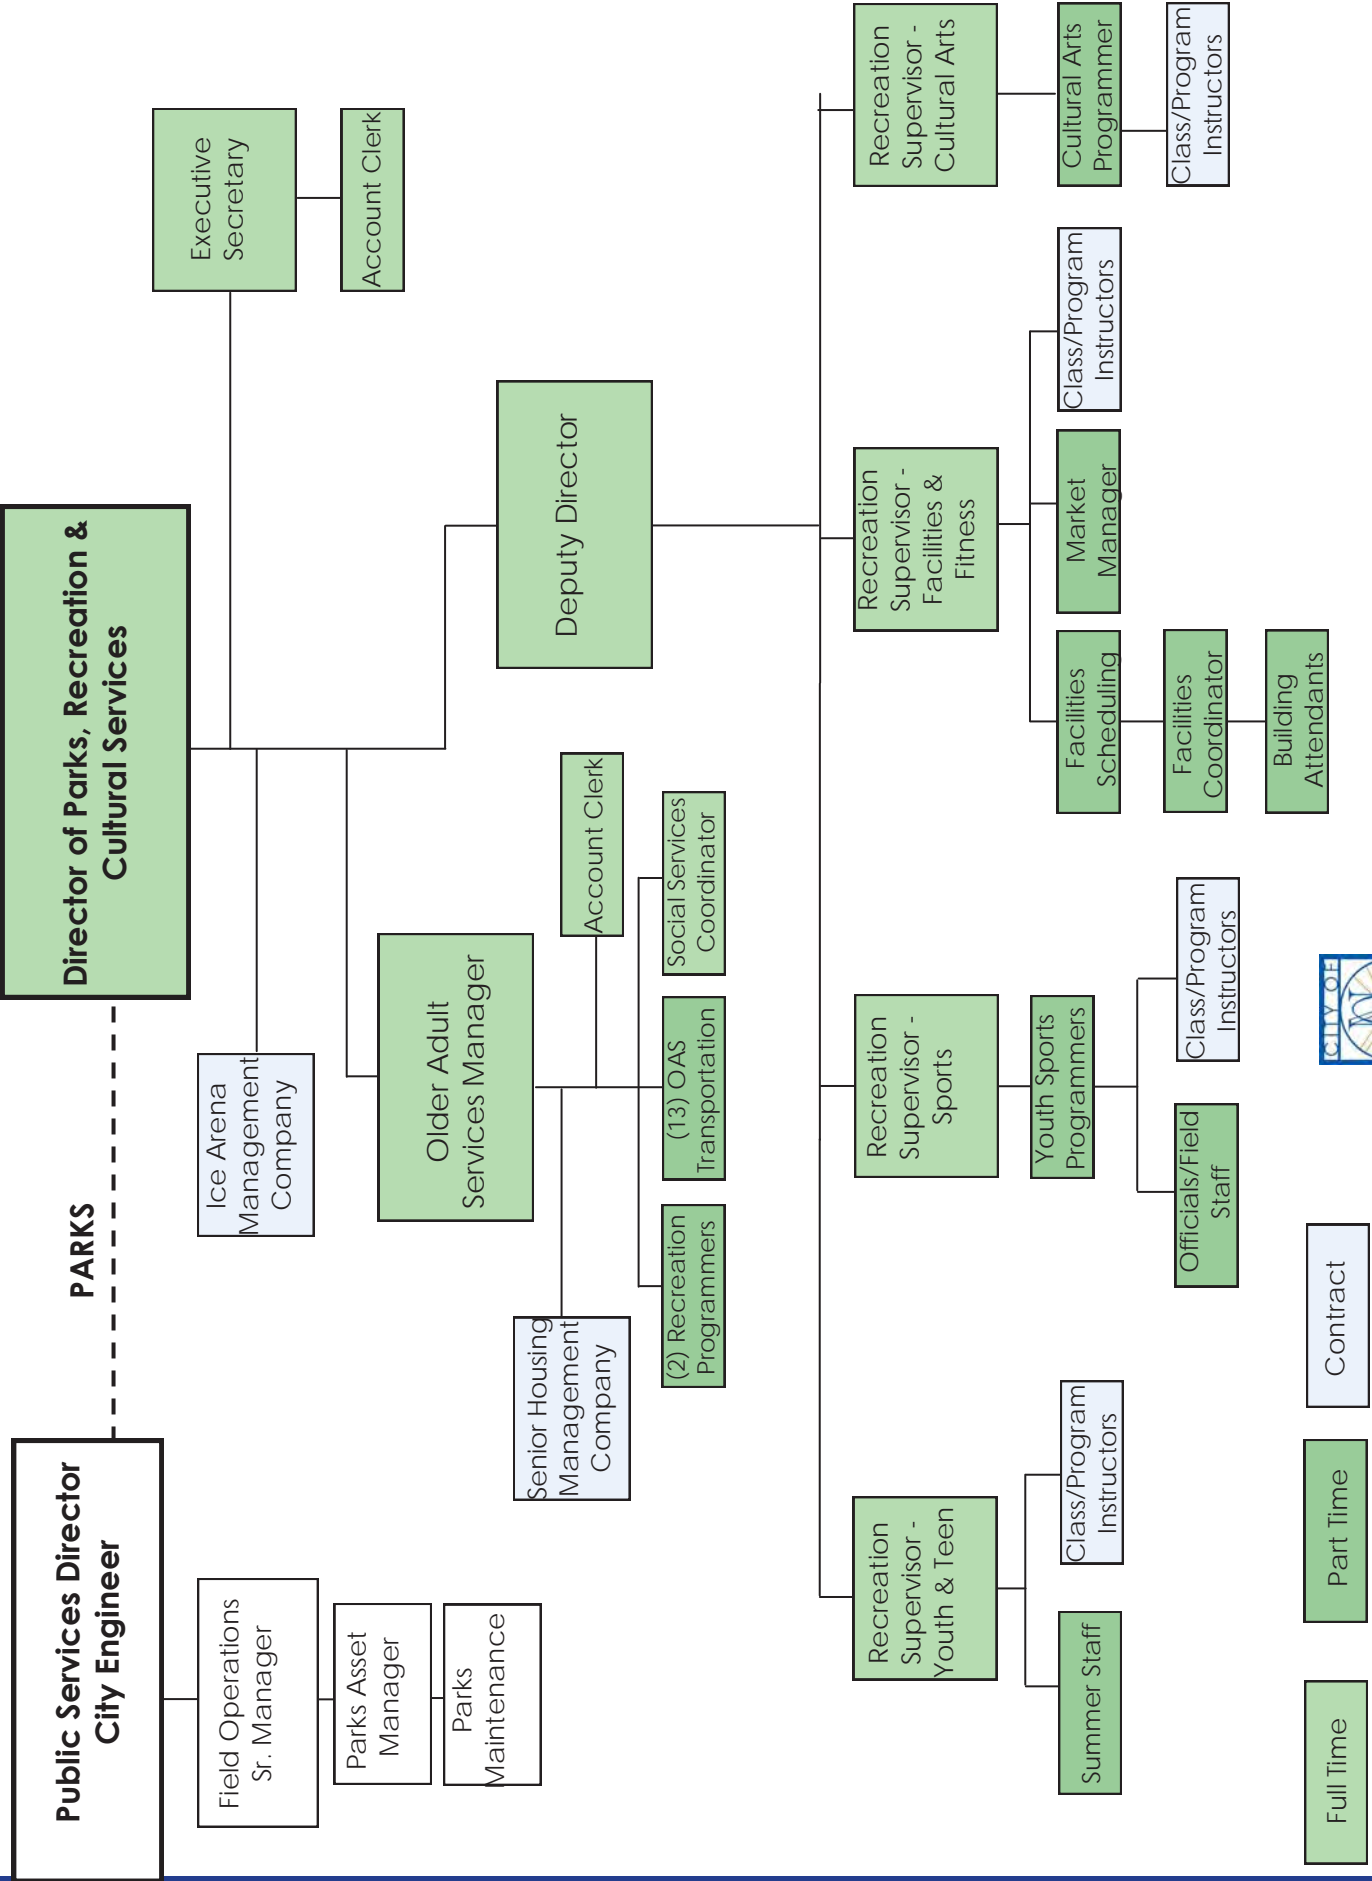 Public Services Director
City Engineer
PARKS
Director of Parks, Recreation &
Cultural Services
Field Operations
Sr. Manager
Parks Asset
Manager
Parks
Maintenance
Ice Arena
Management
Company
Executive
Secretary
Account Clerk
Older Adult
Services Manager
Senior Housing
Management
Company
Account Clerk
(2) Recreation
Programmers
(13) OAS
Transportation
Social Services
Coordinator
Deputy Director
Recreation
Supervisor -
Youth & Teen
Summer Staff
Class/Program
Instructors
Recreation
Supervisor -
Sports
Youth Sports
Programmers
Officials/Field
Staff
Class/Program
Instructors
Recreation
Supervisor -
Facilities &
Fitness
Facilities
Scheduling
Facilities
Coordinator
Building
Attendants
Market
Manager
Class/Program
Instructors
Recreation
Supervisor -
Cultural Arts
Cultural Arts
Programmer
Class/Program
Instructors
Full Time
Part Time
Contract
CITY OF